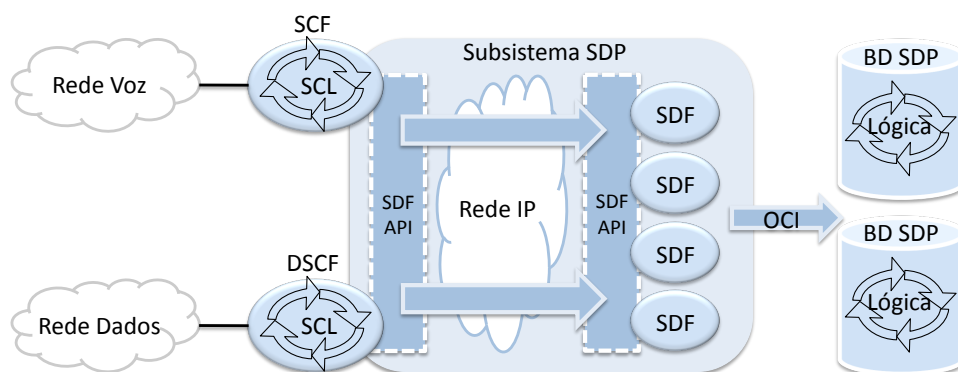 SCF
Subsistema SDP
BD SDP
Rede Voz
SCL
SDF
Lógica
SDF
SDF
API
Rede IP
SDF
API
OCI
BD SDP
DSCF
SDF
Rede Dados
SCL
SDF
Lógica